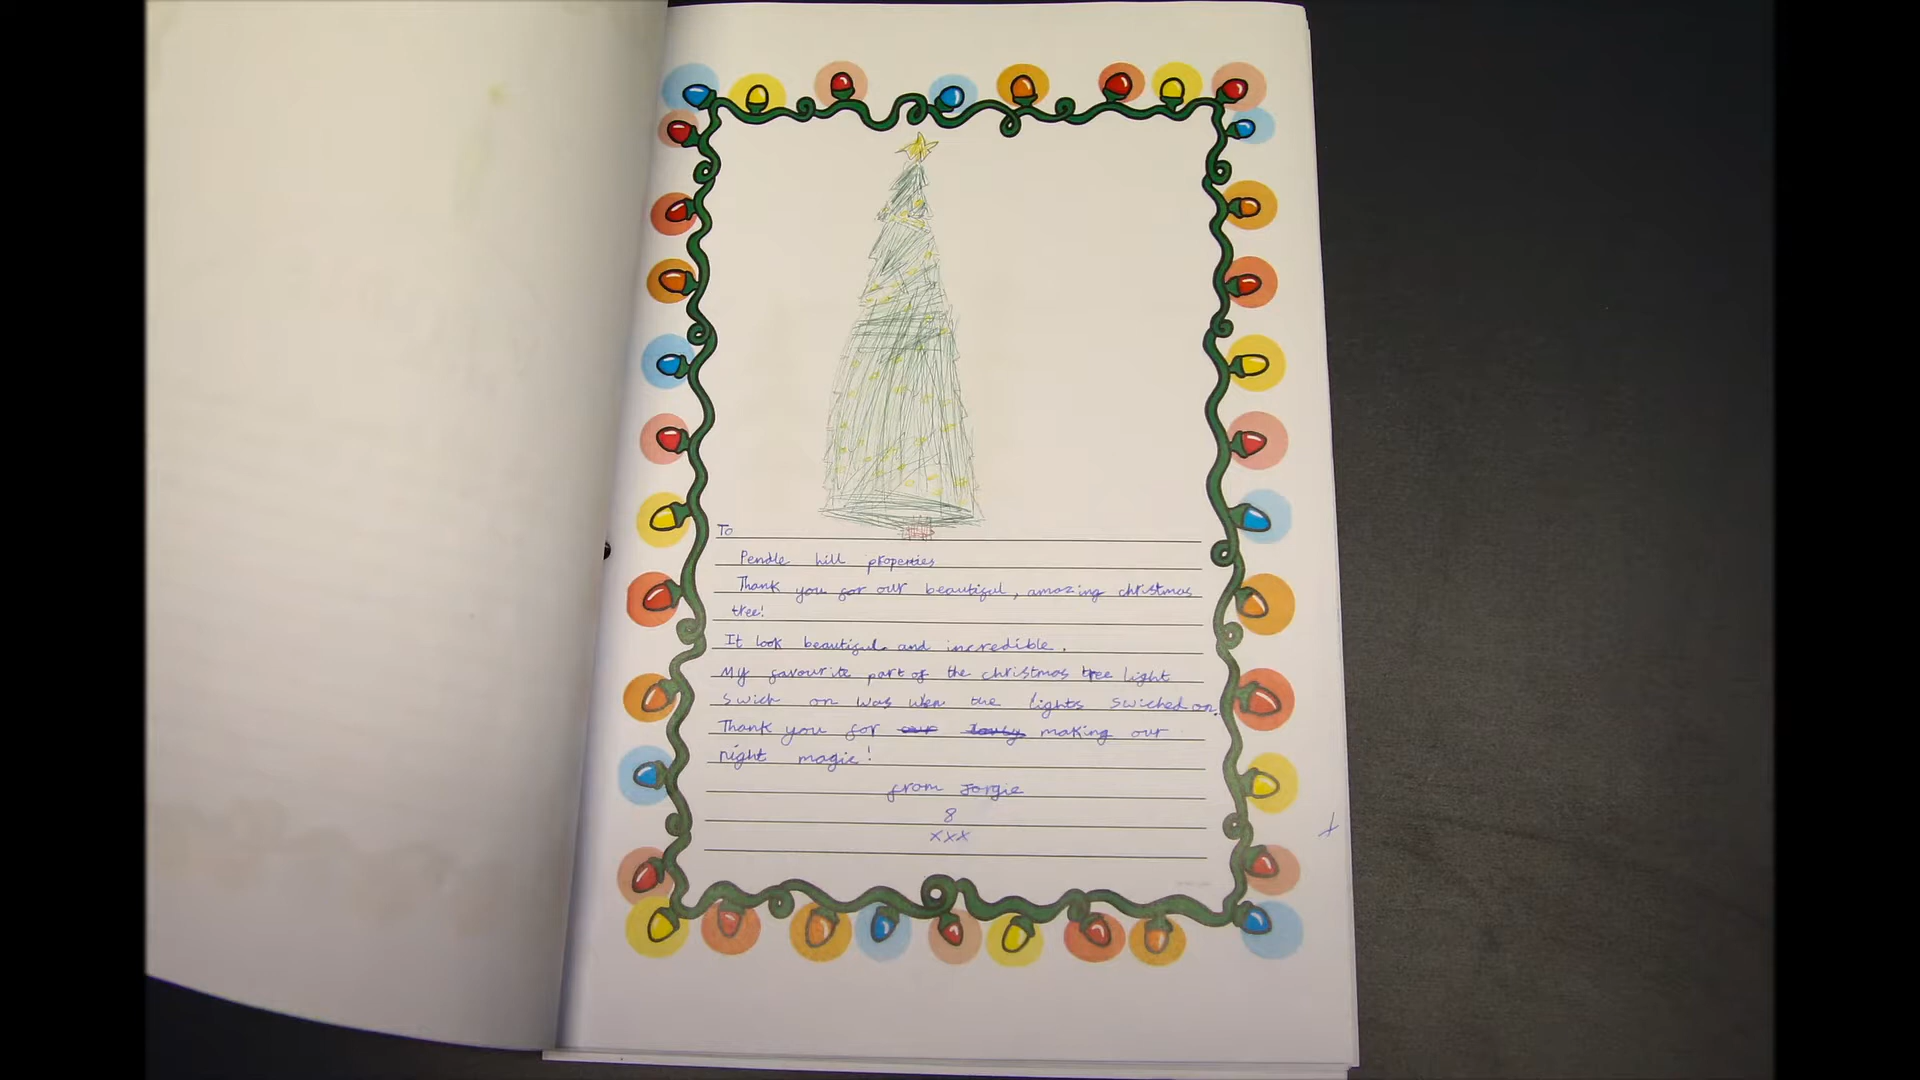 To
Pendle hill properties
Thank you for our beautiful, amazing christmas
tree!
It look beautiful and incredible.
My favourite part of the christmas tree light
swich on was wen the lights swiched on.
Thank you for our lovly making our
night magic!
from Jorgie
8
xxx